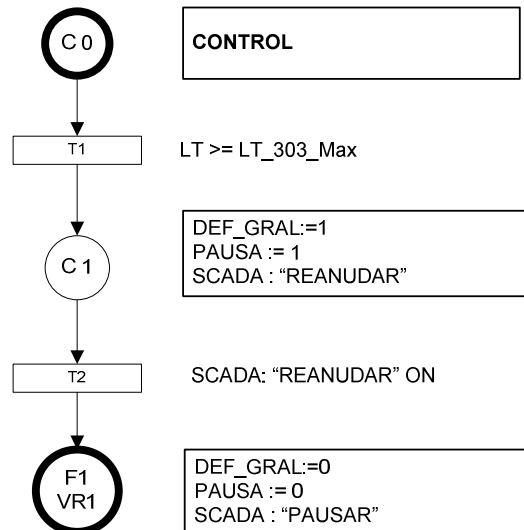 C 0
CONTROL
T1
LT >= LT_303_Max
C 1
DEF_GRAL:=1
PAUSA := 1
SCADA : “REANUDAR”
T2
SCADA: “REANUDAR” ON
F1
VR1
DEF_GRAL:=0
PAUSA := 0
SCADA : “PAUSAR”